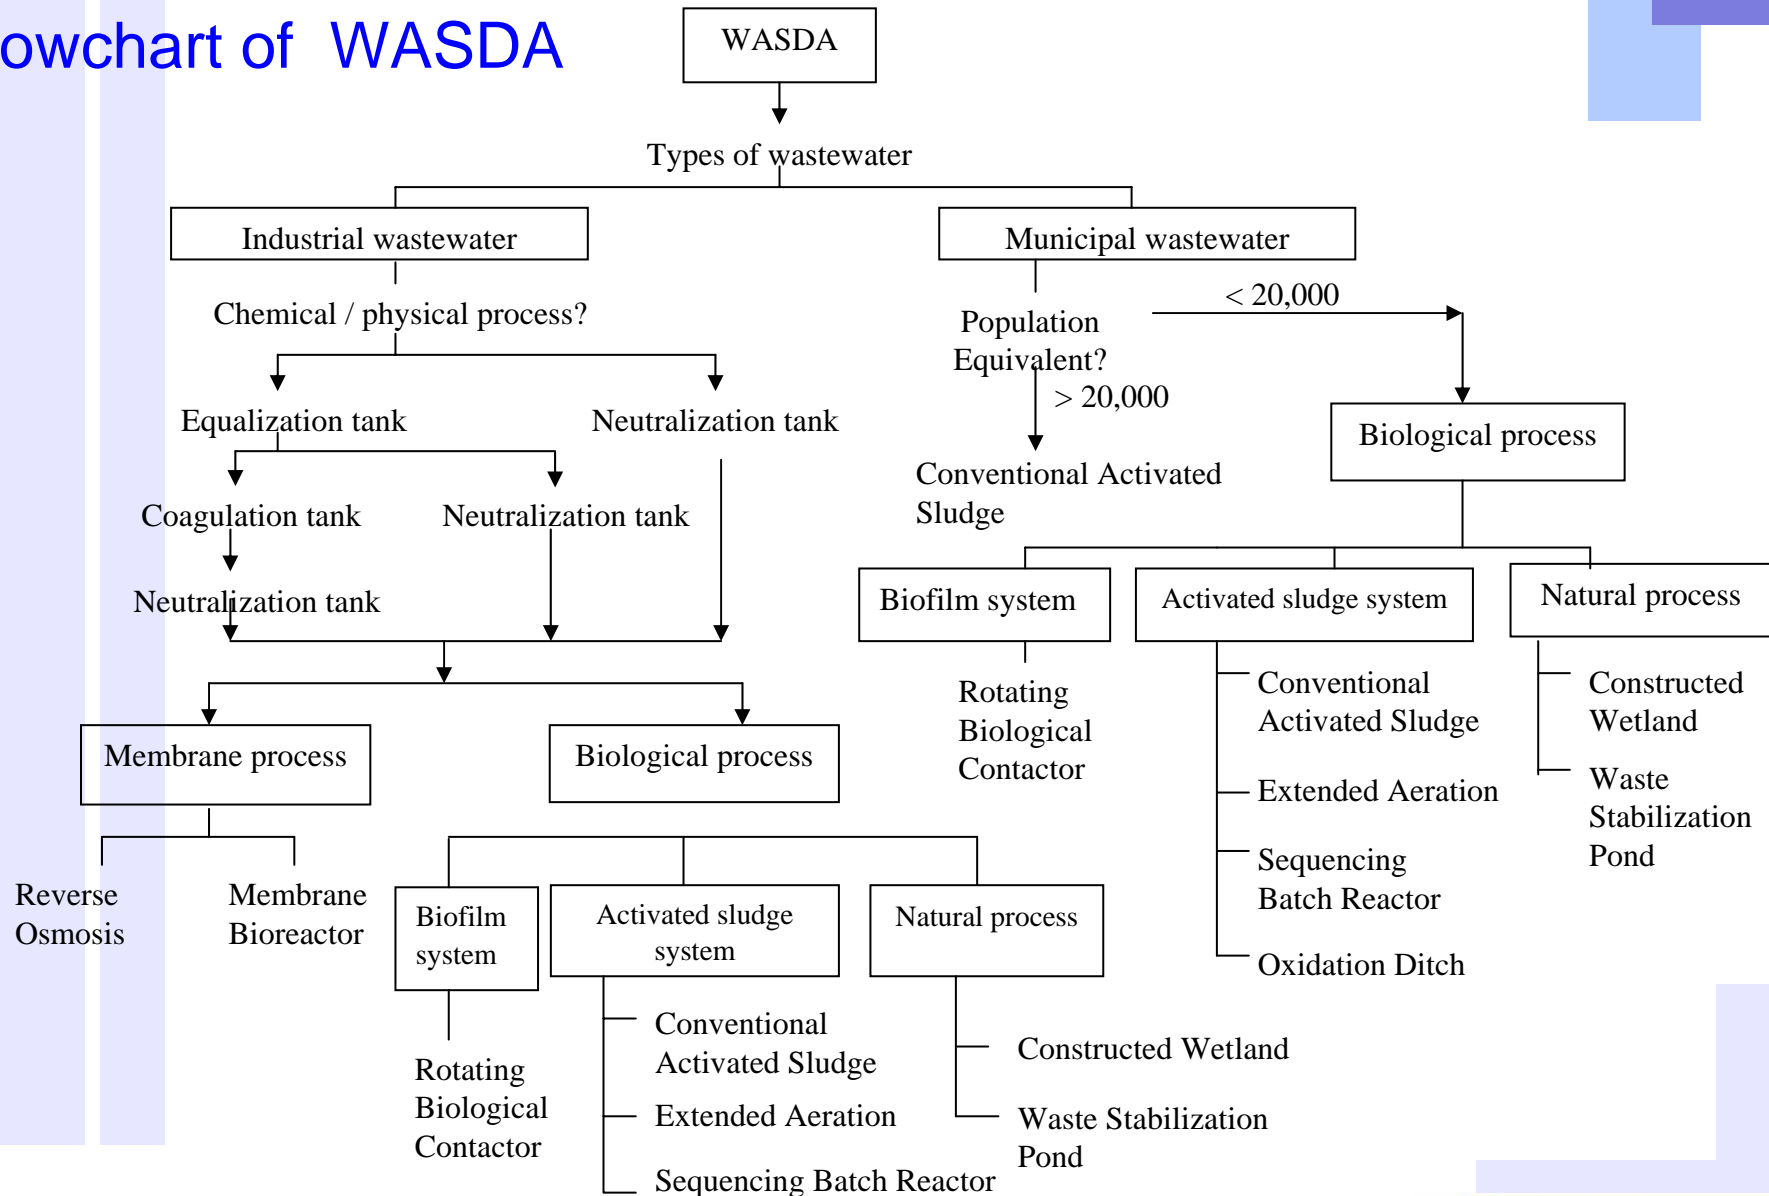 owchart of WASDA
WASDA
Types of wastewater
Industrial wastewater
Municipal wastewater
Chemical / physical process?
< 20,000
Population
Equivalent?
> 20,000
Equalization tank
Neutralization tank
Biological process
Conventional Activated
Sludge
Coagulation tank
Neutralization tank
Neutralization tank
Biofilm system
Activated sludge system
Natural process
Rotating
Biological
Contactor
Conventional
Activated Sludge
Extended Aeration
Sequencing
Batch Reactor
Oxidation Ditch
Constructed
Wetland
Waste
Stabilization
Pond
Membrane process
Biological process
Reverse
Osmosis
Membrane
Bioreactor
Biofilm
system
Activated sludge
system
Natural process
Rotating
Biological
Contactor
Conventional
Activated Sludge
Extended Aeration
Sequencing Batch Reactor
Constructed Wetland
Waste Stabilization
Pond